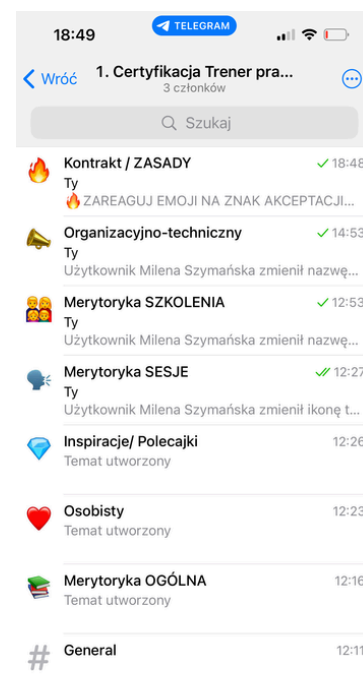 18:49
TELEGRAM
Wróć
1. Certyfikacja Trener pra...
3 członków
Szukaj
Kontrakt / ZASADY 18:48
Ty
ZAREAGUJ EMOJI NA ZNAK AKCEPTACJI...
Organizacyjno-techniczny 14:53
Ty
Użytkownik Milena Szymańska zmienił nazwę...
Merytoryka SZKOLENIA 12:53
Ty
Użytkownik Milena Szymańska zmienił nazwę...
Merytoryka SESJE 12:27
Ty
Użytkownik Milena Szymańska zmienił ikonę t...
Inspiracje/ Polecajki 12:26
Temat utworzony
Osobisty 12:23
Temat utworzony
Merytoryka OGÓLNA 12:16
Temat utworzony
# General 12:11